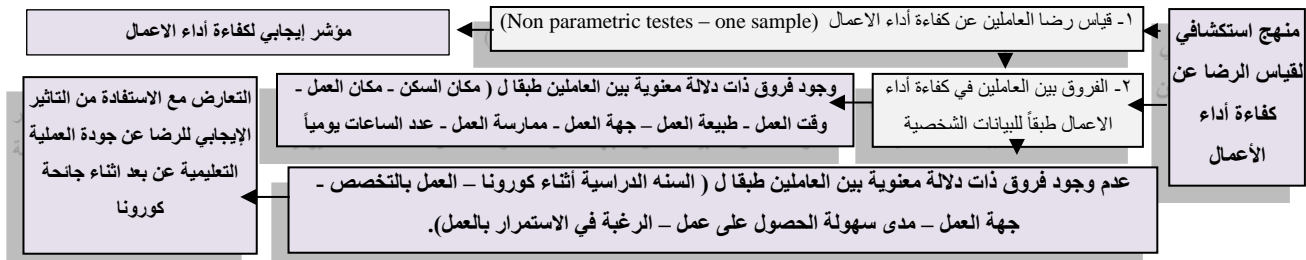 منهج استكشافي
لقياس الرضا عن
كفاءة أداء
الأعمال
١- قياس رضا العاملين عن كفاءة أداء الاعمال (Non parametric testes – one sample)
مؤشر إيجابي لكفاءة أداء الاعمال
٢- الفروق بين العاملين في كفاءة أداء
الاعمال طبقاً للبيانات الشخصية
وجود فروق ذات دلالة معنوية بين العاملين طبقا ل ( مكان السكن - مكان العمل -
وقت العمل - طبيعة العمل – جهة العمل - ممارسة العمل - عدد الساعات يومياً
عدم وجود فروق ذات دلالة معنوية بين العاملين طبقا ل ( السنه الدراسية أثناء كورونا – العمل بالتخصص -
جهة العمل – مدى سهولة الحصول على عمل – الرغبة في الاستمرار بالعمل).
التعارض مع الاستفادة من التاثير
الإيجابي للرضا عن جودة العملية
التعليمية عن بعد اثناء جائحة
كورونا